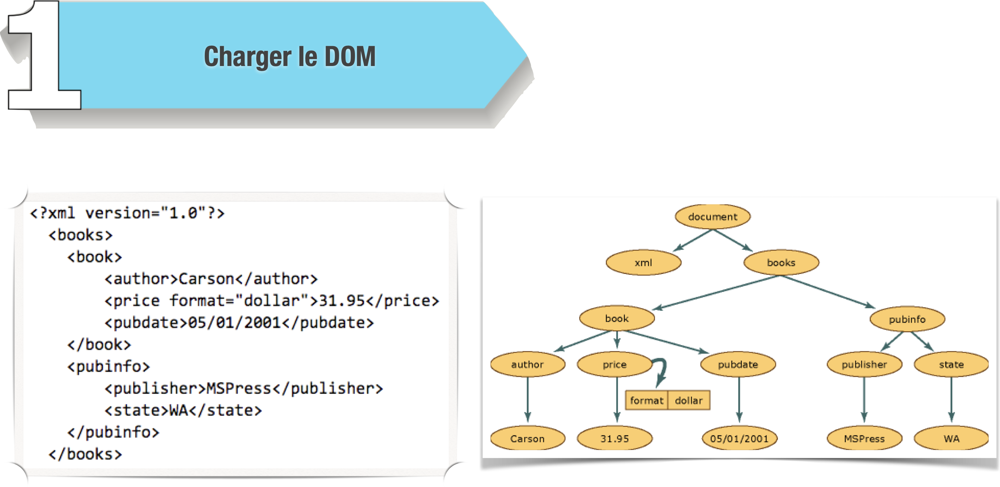 1
Charger le DOM
<?xml version="1.0"?>
<books>
<book>
<author>Carson</author>
<price format="dollar">31.95</price>
<pubdate>05/01/2001</pubdate>
</book>
<pubinfo>
<publisher>MSPress</publisher>
<state>WA</state>
</pubinfo>
</books>
document
xml books
book pubinfo
author price pubdate publisher state
format dollar
Carson 31.95 05/01/2001 MSPress WA